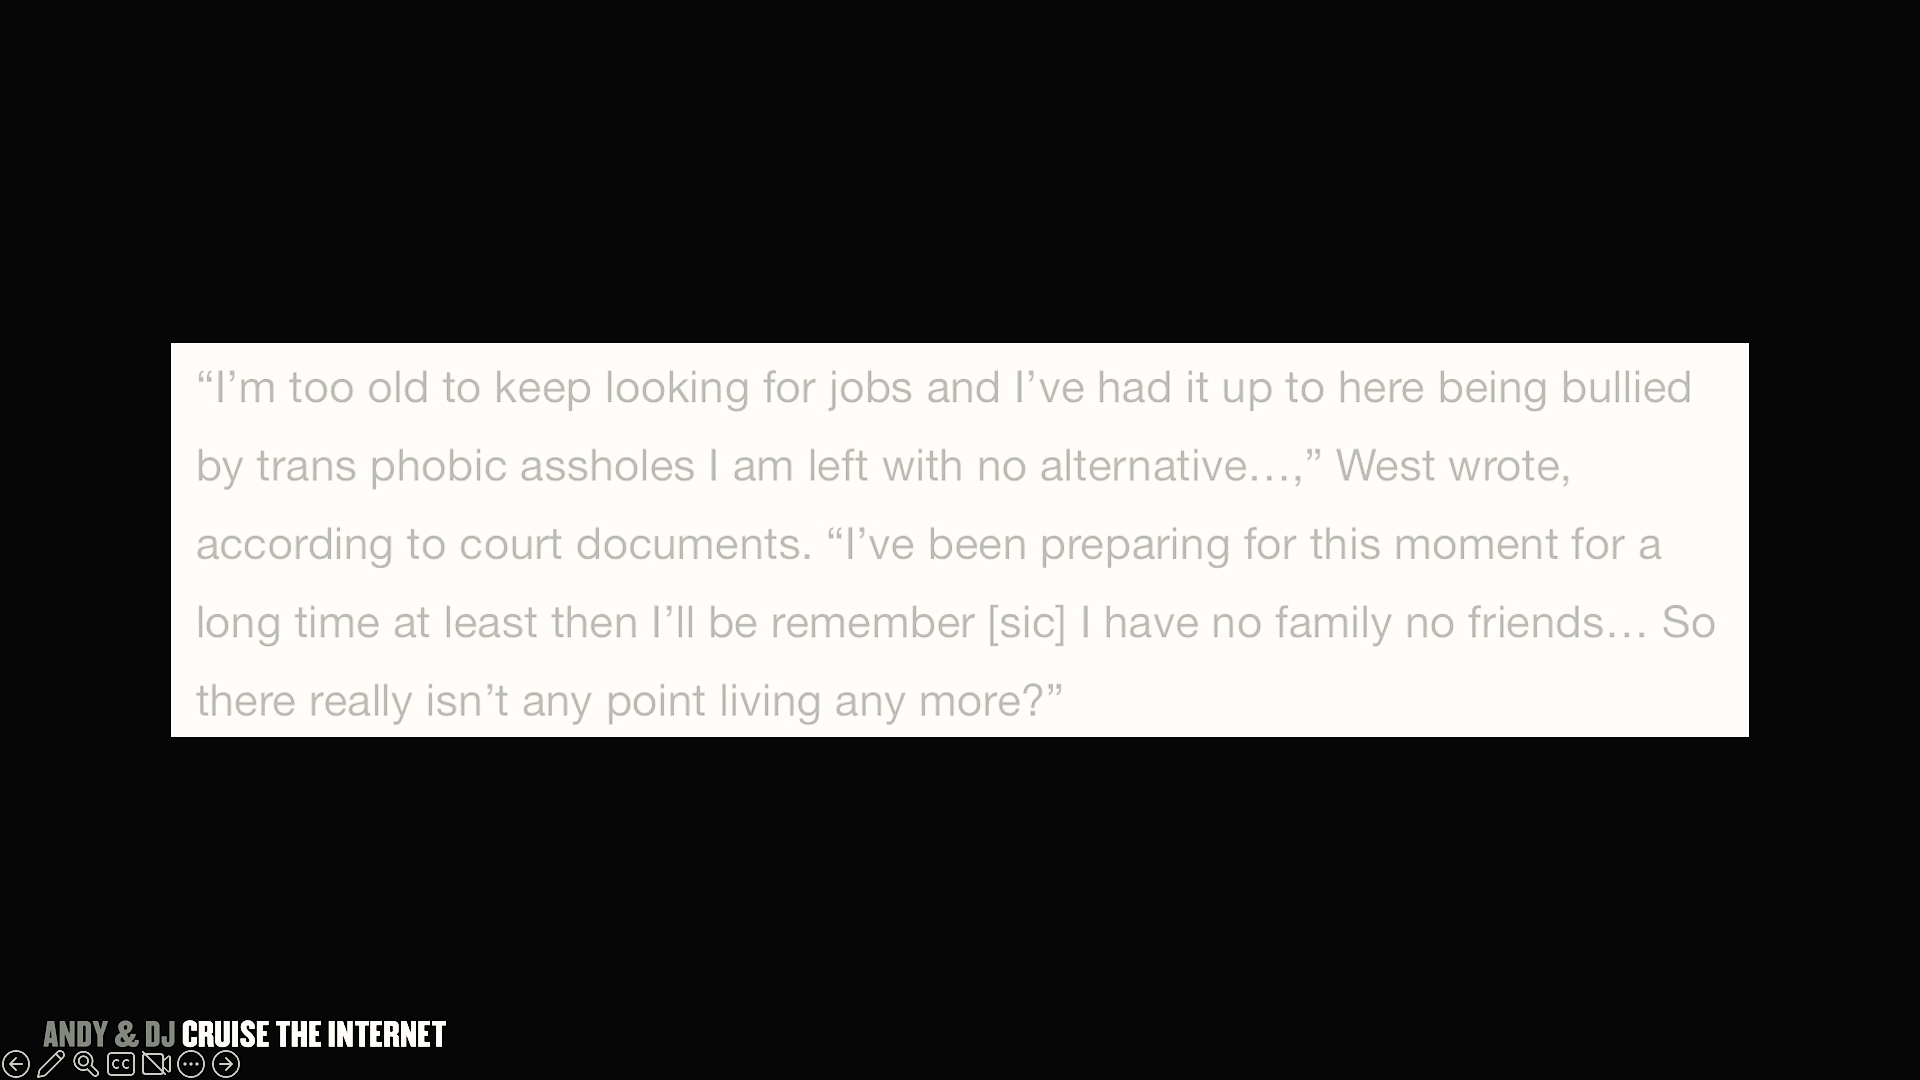 “I’m too old to keep looking for jobs and I’ve had it up to here being bullied
by trans phobic assholes I am left with no alternative…,” West wrote,
according to court documents. “I’ve been preparing for this moment for a
long time at least then I’ll be remember [sic] I have no family no friends… So
there really isn’t any point living any more?”
ANDY & DJ CRUISE THE INTERNET
CC